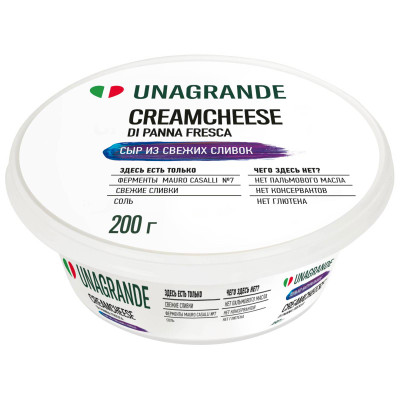 UNAGRANDE
CREAMCHEESE
DI PANNA FRESCA
СЫР ИЗ СВЕЖИХ СЛИВОК
ЗДЕСЬ ЕСТЬ ТОЛЬКО
ФЕРМЕНТЫ MAURO CASALLI №7
СВЕЖИЕ СЛИВКИ
СОЛЬ
ЧЕГО ЗДЕСЬ НЕТ?
НЕТ ПАЛЬМОВОГО МАСЛА
НЕТ КОНСЕРВАНТОВ
НЕТ ГЛЮТЕНА
200 г
UNAGRANDE
CREAMCHEESE
ЗДЕСЬ ЕСТЬ ТОЛЬКО
СВЕЖИЕ СЛИВКИ
ФЕРМЕНТЫ MAURO CASALLI №7
СОЛЬ
ЧЕГО ЗДЕСЬ НЕТ?
НЕТ ПАЛЬМОВОГО МАСЛА
НЕТ КОНСЕРВАНТОВ
НЕТ ГЛЮТЕНА
UNAGRANDE
CREAMCHEESE